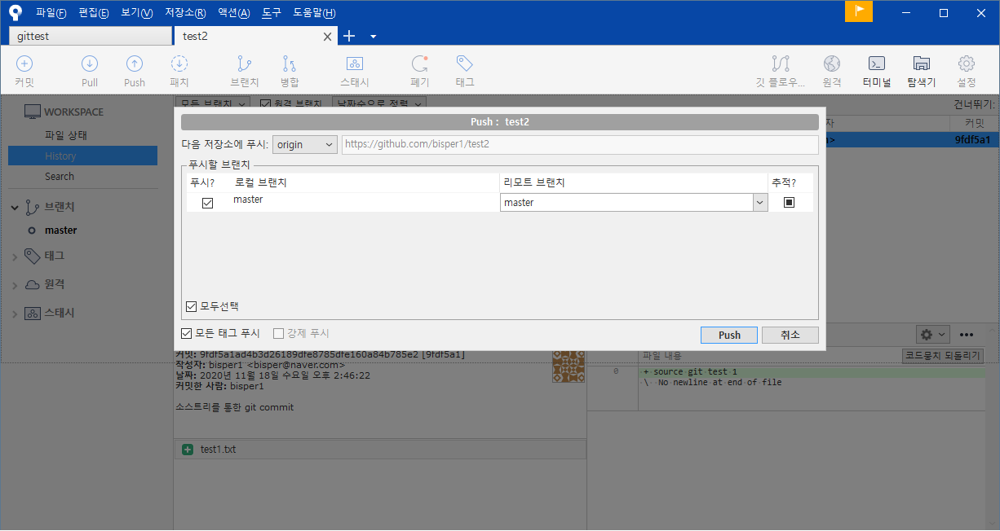 파일(F) 편집(E) 보기(V) 저장소(R) 액션(A) 도구 도움말(H)
gittest
test2
커밋 Pull Push 패치 브랜치 병합 스태시 폐기 태그 깃 플로우... 원격 터미널 탐색기 설정
WORKSPACE
파일 상태
History
Search
브랜치
master
태그
원격
스태시
모든 브랜치 원격 브랜치 날짜순으로 정렬 건너뛰기:
자 커밋
9fdf5a1
Push : test2
다음 저장소에 푸시: origin https://github.com/bisper1/test2
푸시할 브랜치
푸시? 로컬 브랜치 리모트 브랜치 추적?
master master
모두선택
모든 태그 푸시 강제 푸시 Push 취소
커밋: 9fdf5a1ad4b3d26189dfe8785dfe160a84b785e2 [9fdf5a1]
작성자: bisper1 <bisper@naver.com>
날짜: 2020년 11월 18일 수요일 오후 2:46:22
커밋한 사람: bisper1
소스트리를 통한 git commit
test1.txt
파일 내용 코드뭉치 되돌리기
0 + source git test 1
\ No newline at end of file